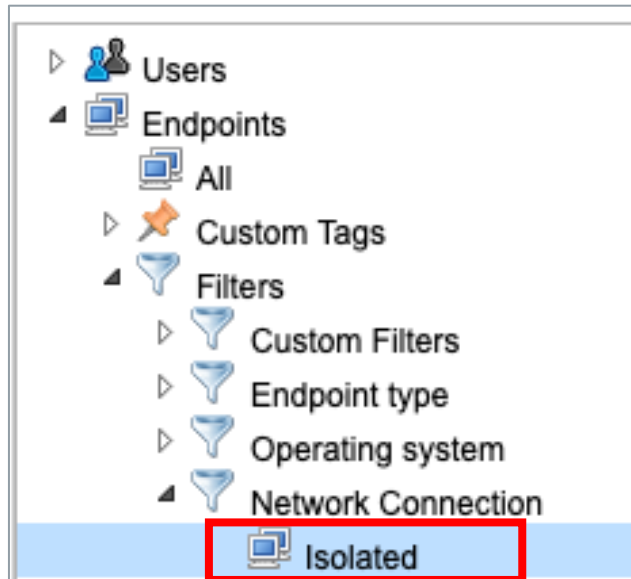 Users
Endpoints
All
Custom Tags
Filters
Custom Filters
Endpoint type
Operating system
Network Connection
Isolated